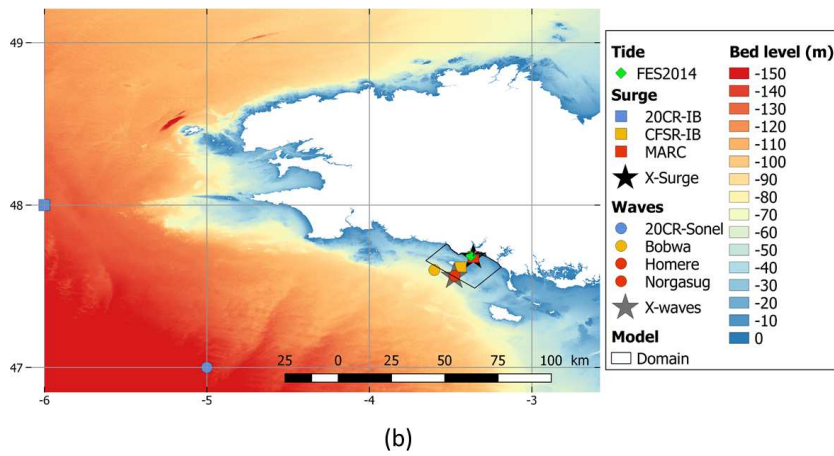 49
48
47
-6
-5
-4
-3
25 0 25 50 75 100 km
Tide
FES2014
Surge
20CR-IB
CFSR-IB
MARC
X-Surge
Waves
20CR-Sonel
Bobwa
Homere
Norgasug
X-waves
Model
Domain
Bed level (m)
-150
-140
-130
-120
-110
-100
-90
-80
-70
-60
-50
-40
-30
-20
-10
0
(b)